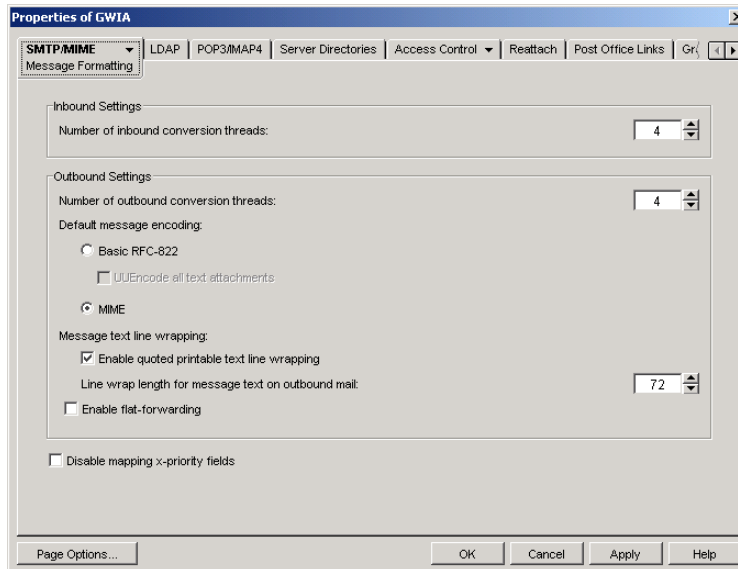 Properties of GWIA
SMTP/MIME LDAP POP3/IMAP4 Server Directories Access Control Reattach Post Office Links
Message Formatting
Inbound Settings
Number of inbound conversion threads: 4
Outbound Settings
Number of outbound conversion threads: 4
Default message encoding:
Basic RFC-822
UUEncode all text attachments
MIME
Message text line wrapping:
Enable quoted printable text line wrapping
Line wrap length for message text on outbound mail: 72
Enable flat-forwarding
Disable mapping x-priority fields
Page Options... OK Cancel Apply Help